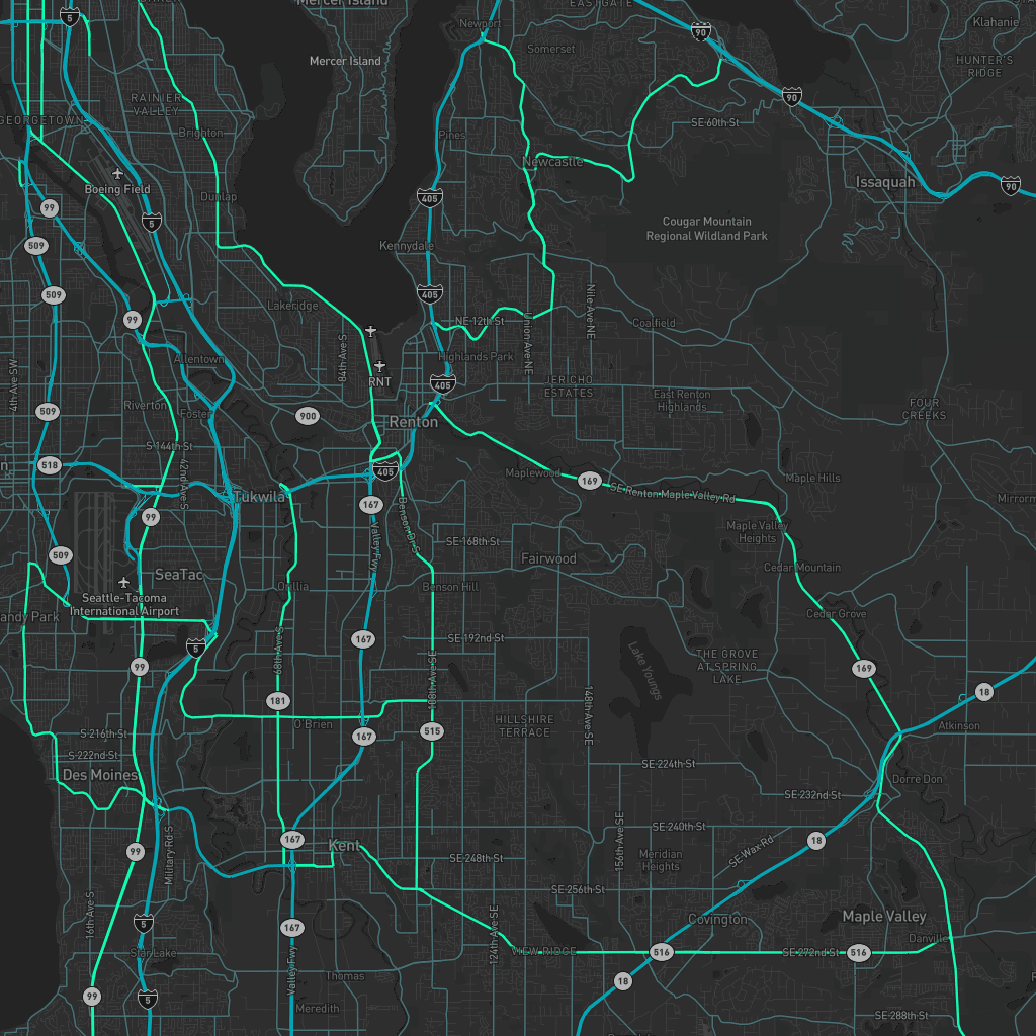 Mercer Island
EASTGATE
5
Newport
Klahanie
90
Somerset
Mercer Island
HUNTER'S
RIDGE
RAINIER
VALLEY
90
GEORGETOWN
SE 60th St
Brighton
Pines
Newcastle
Boeing Field
Issaquah
90
Dunlap
405
99
5
Cougar Mountain
Regional Wildland Park
509
Kennydale
509
405
Lakeridge
Nile Ave NE
99
NE 12th St
Coalfield
Union Ave NE
84th Ave S
Allentown
Highlands Park
4th Ave SW
RNT
405
JERICHO
ESTATES
East Renton
Highlands
Riverton
Foster
509
900
FOUR
CREEKS
Renton
S 144th St
518
42nd Ave S
405
Maplewood
169
Maple Hills
SE Renton Maple Valley Rd
Tukwila
167
99
Benson Dr S
Maple Valley
Heights
Valley Fwy
SE 168th St
509
Fairwood
Cedar Mountain
SeaTac
Orillia
Benson Hill
Seattle-Tacoma
International Airport
andy Park
Cedar Grove
5
68th Ave S
167
SE 192nd St
THE GROVE
AT SPRING
LAKE
Lake Youngs
99
169
108th Ave SE
18
181
148th Ave SE
O'Brien
HILLSHIRE
TERRACE
Atkinson
S 216th St
167
515
S 222nd St
SE 224th St
Des Moines
Dorre Don
SE 232nd St
SE 240th St
156th Ave SE
167
Kent
18
Military Rd S
99
SE 248th St
Meridian
Heights
SE Wax Rd
SE 256th St
16th Ave S
Covington
Maple Valley
5
167
124th Ave SE
Danville
Star Lake
VIEW RIDGE
516
SE 272nd St
516
Valley Fwy
Thomas
18
99
5
Meredith
SE 288th St